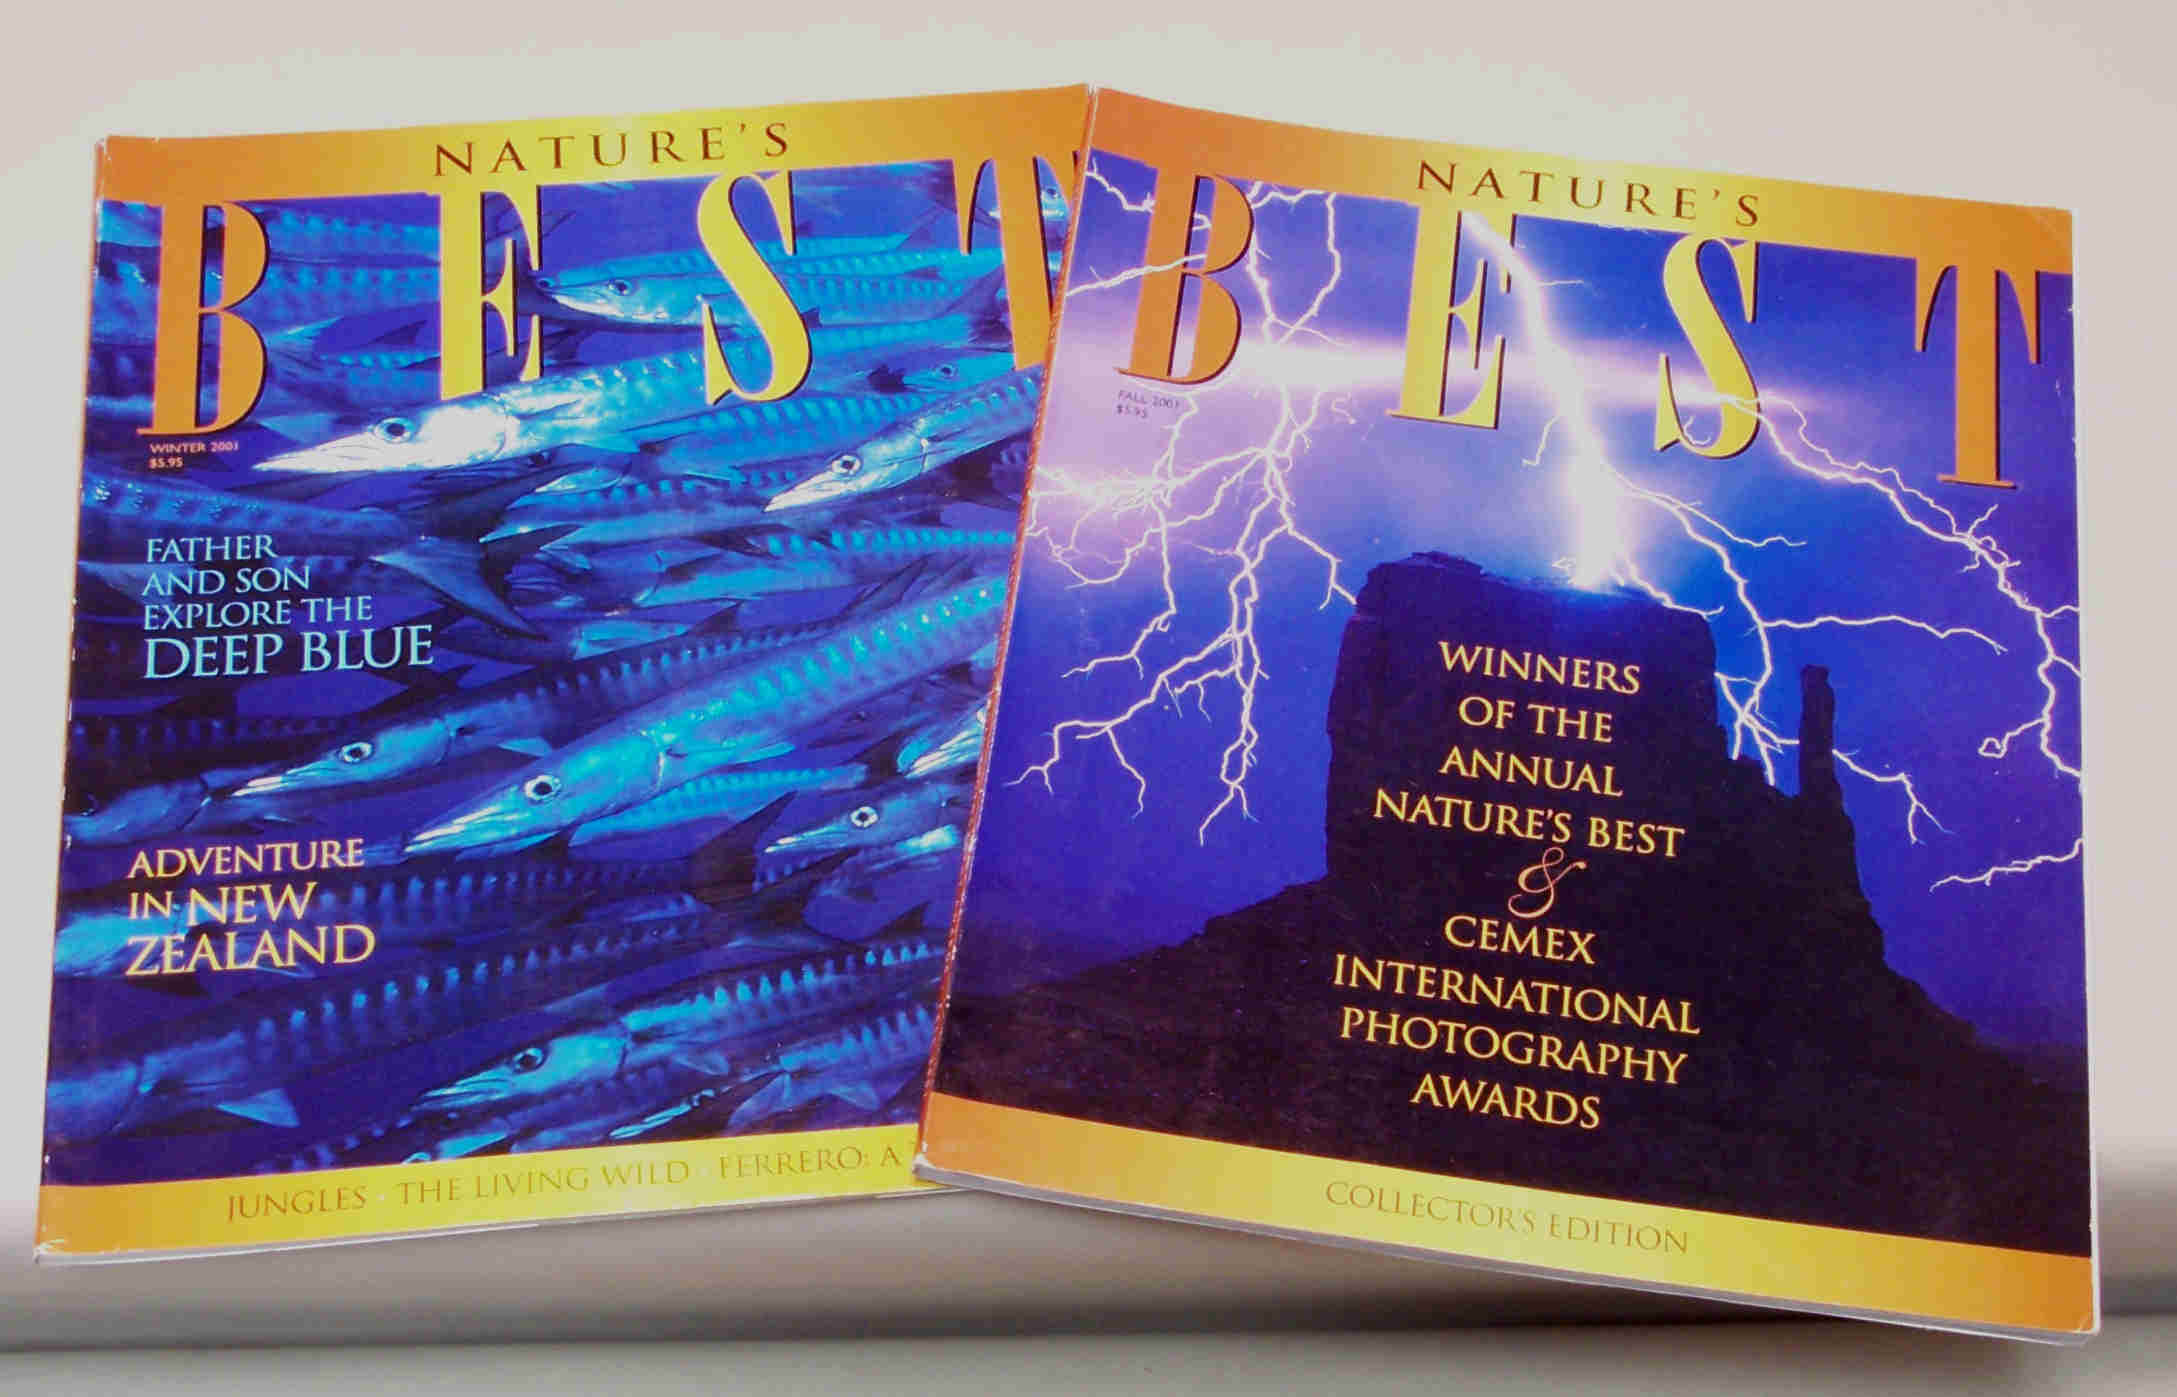 NATURE'S
BEST
WINTER 2001
$5.95
FATHER
AND SON
EXPLORE THE
DEEP BLUE
ADVENTURE
IN NEW
ZEALAND
JUNGLES · THE LIVING WILD · FERRERO: A
NATURE'S
BEST
FALL 2001
$5.95
WINNERS
OF THE
ANNUAL
NATURE'S BEST
&
CEMEX
INTERNATIONAL
PHOTOGRAPHY
AWARDS
COLLECTOR'S EDITION